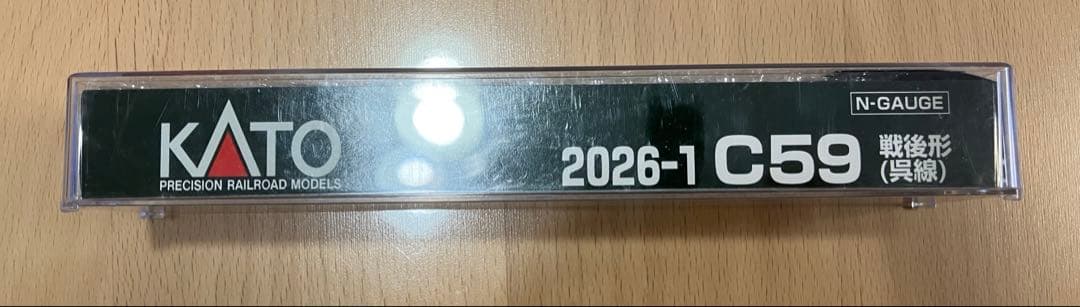 KATO
PRECISION RAILROAD MODELS
N-GAUGE
2026-1 C59 戦後形
(呉線)